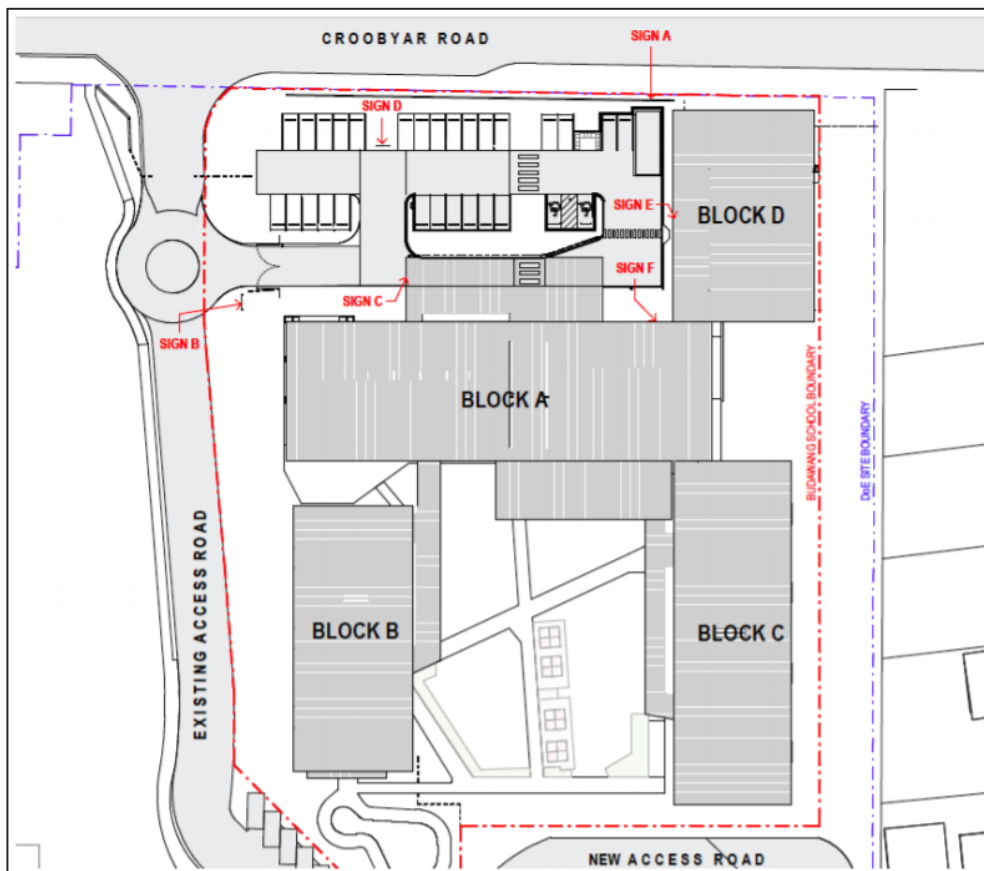 CROOBYAR ROAD
SIGN A
SIGN D
SIGN E
BLOCK D
SIGN F
SIGN C
SIGN B
BLOCK A
BUDAWANG SCHOOL BOUNDARY
DoE SITE BOUNDARY
EXISTING ACCESS ROAD
BLOCK B
BLOCK C
NEW ACCESS ROAD